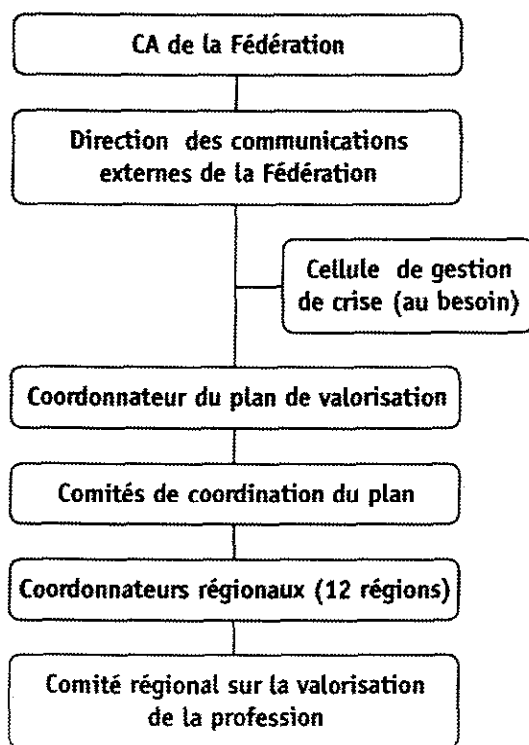 CA de la Fédération
Direction des communications
externes de la Fédération
Cellule de gestion
de crise (au besoin)
Coordonnateur du plan de valorisation
Comités de coordination du plan
Coordonnateurs régionaux (12 régions)
Comité régional sur la valorisation
de la profession